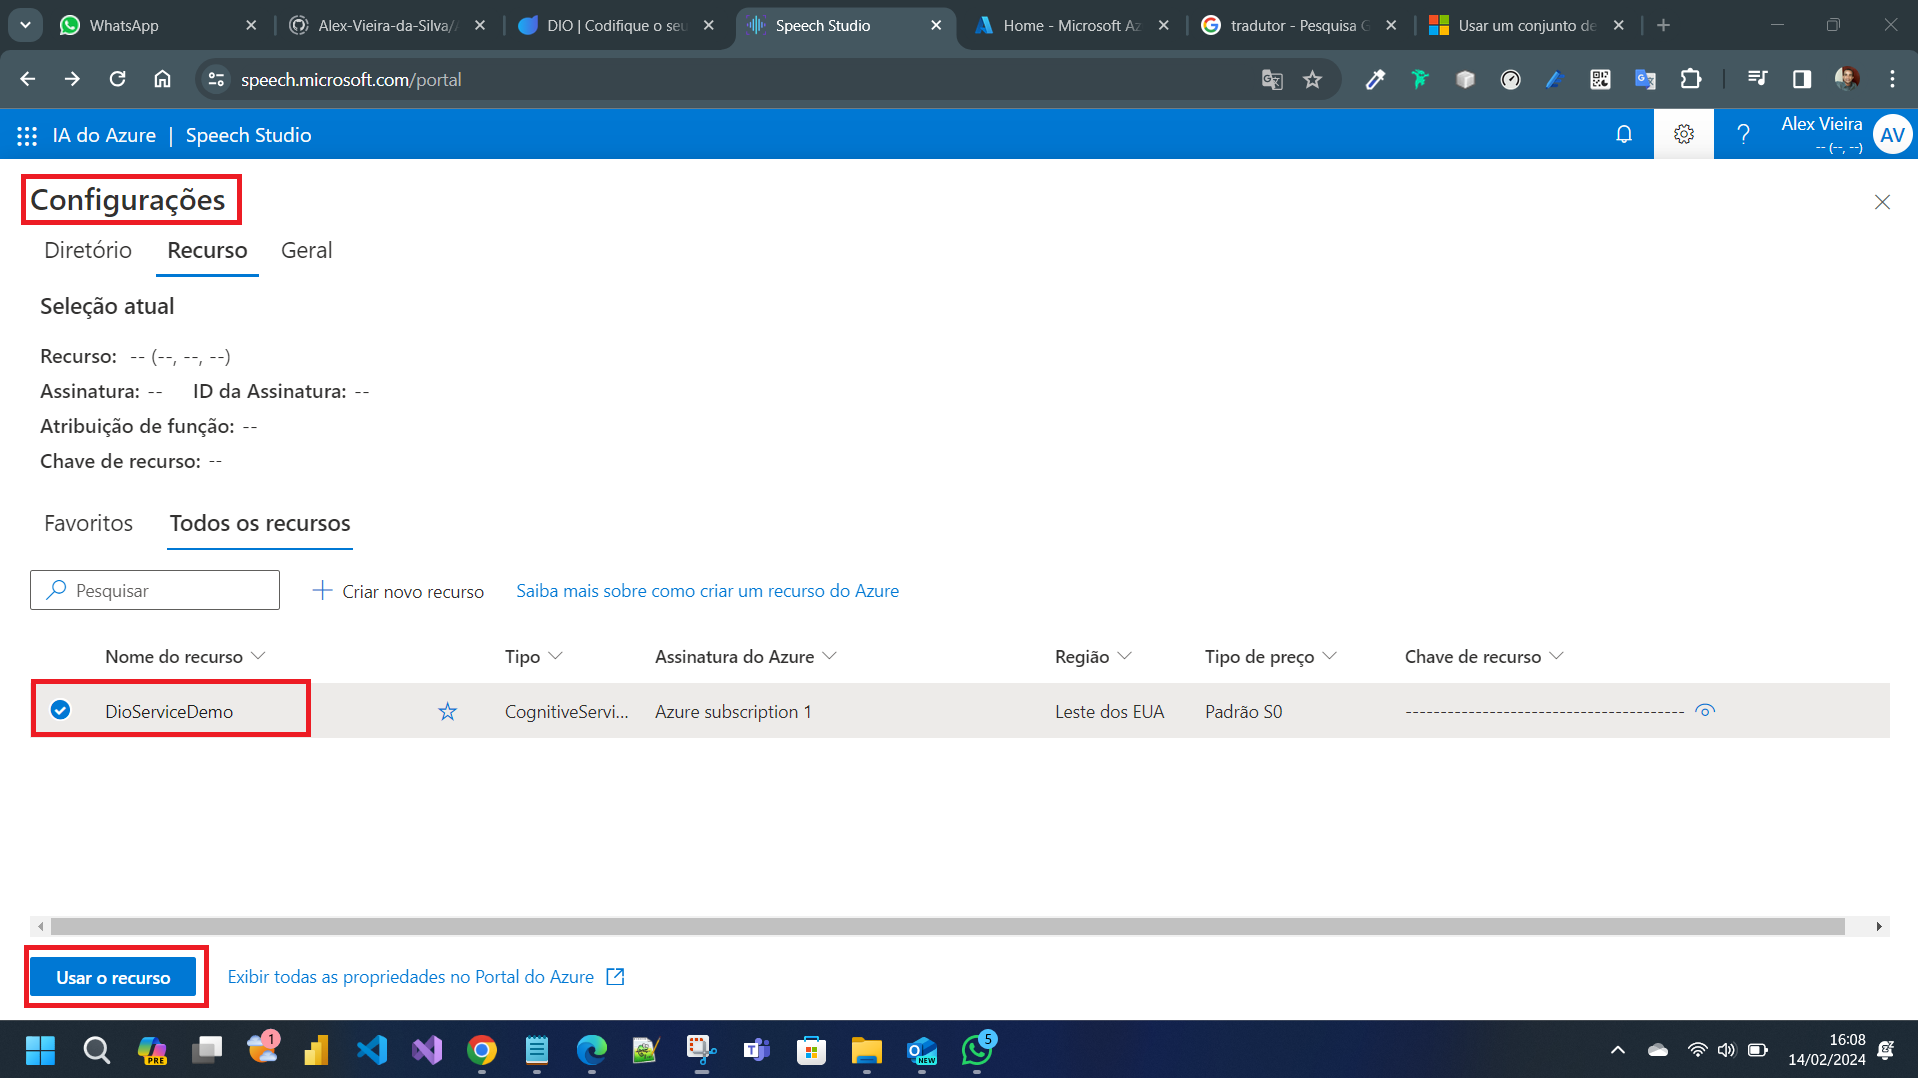 WhatsApp
Alex-Vieira-da-Silva/
DIO | Codifique o seu
Speech Studio
Home - Microsoft Az
tradutor - Pesquisa G
Usar um conjunto de
speech.microsoft.com/portal
IA do Azure | Speech Studio
?
Alex Vieira
-- (--, --)
AV
Configurações
Diretório
Recurso
Geral
Seleção atual
Recurso: -- (--, --, --)
Assinatura: -- ID da Assinatura: --
Atribuição de função: --
Chave de recurso: --
Favoritos
Todos os recursos
Pesquisar
Criar novo recurso
Saiba mais sobre como criar um recurso do Azure
Nome do recurso
Tipo
Assinatura do Azure
Região
Tipo de preço
Chave de recurso
DioServiceDemo
CognitiveServi...
Azure subscription 1
Leste dos EUA
Padrão S0
----------------------------------------
Usar o recurso
Exibir todas as propriedades no Portal do Azure
PRE
1
NEW
5
16:08
14/02/2024